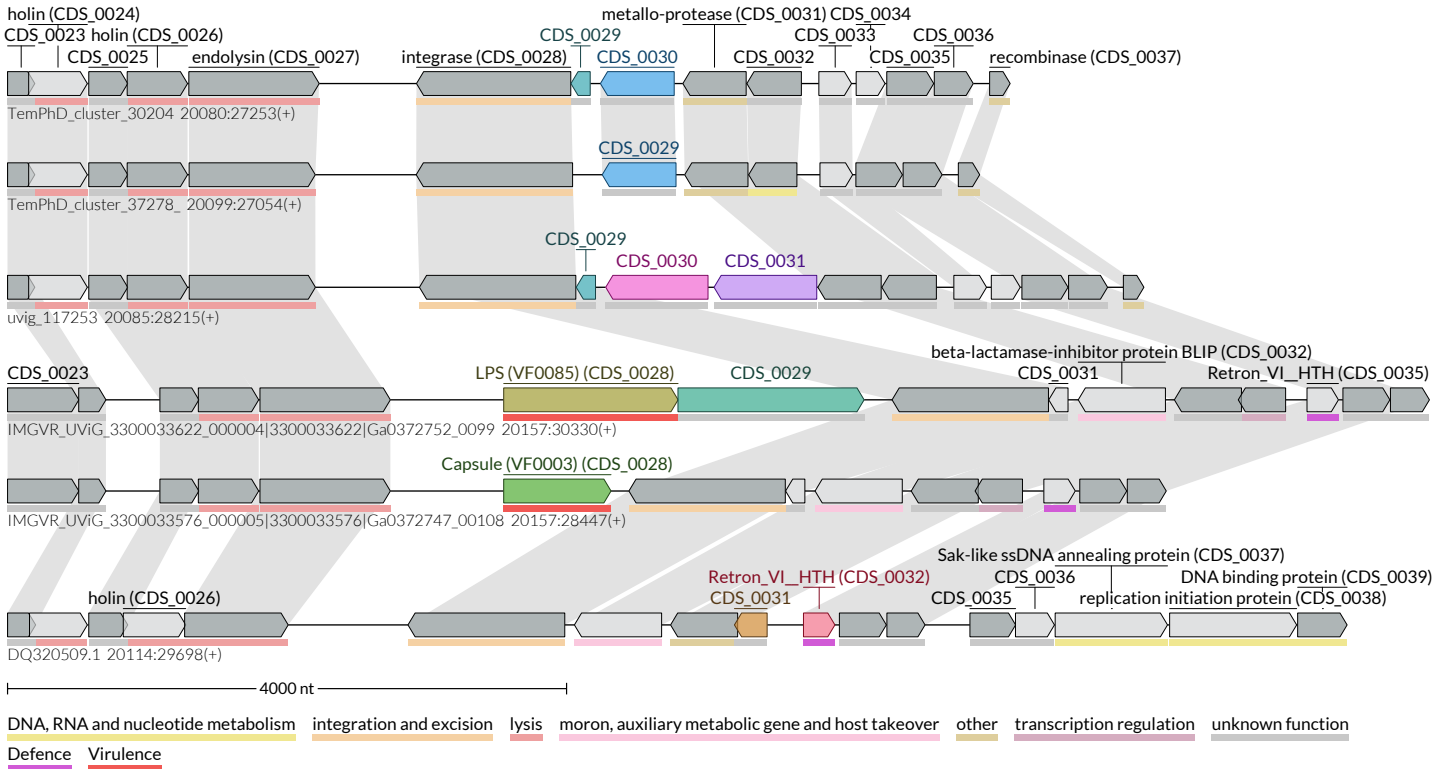 holin (CDS_0024) metallo-protease (CDS_0031) CDS_0034
CDS_0023 holin (CDS_0026) CDS_0029 CDS_0033 CDS_0036
CDS_0025 endolysin (CDS_0027) integrase (CDS_0028) CDS_0030 CDS_0032 CDS_0035 recombinase (CDS_0037)
TemPhD_cluster_30204 20080:27253(+)
CDS_0029
TemPhD_cluster_37278_ 20099:27054(+)
CDS_0029
CDS_0030 CDS_0031
uvig_117253 20085:28215(+)
beta-lactamase-inhibitor protein BLIP (CDS_0032)
CDS_0023 LPS (VF0085) (CDS_0028) CDS_0029 CDS_0031 Retron_VI__HTH (CDS_0035)
IMGVR_UViG_3300033622_000004|3300033622|Ga0372752_0099 20157:30330(+)
Capsule (VF0003) (CDS_0028)
IMGVR_UViG_3300033576_000005|3300033576|Ga0372747_00108 20157:28447(+)
Sak-like ssDNA annealing protein (CDS_0037)
Retron_VI__HTH (CDS_0032) CDS_0036 DNA binding protein (CDS_0039)
holin (CDS_0026) CDS_0031 CDS_0035 replication initiation protein (CDS_0038)
DQ320509.1 20114:29698(+)
4000 nt
DNA, RNA and nucleotide metabolism integration and excision lysis moron, auxiliary metabolic gene and host takeover other transcription regulation unknown function
Defence Virulence